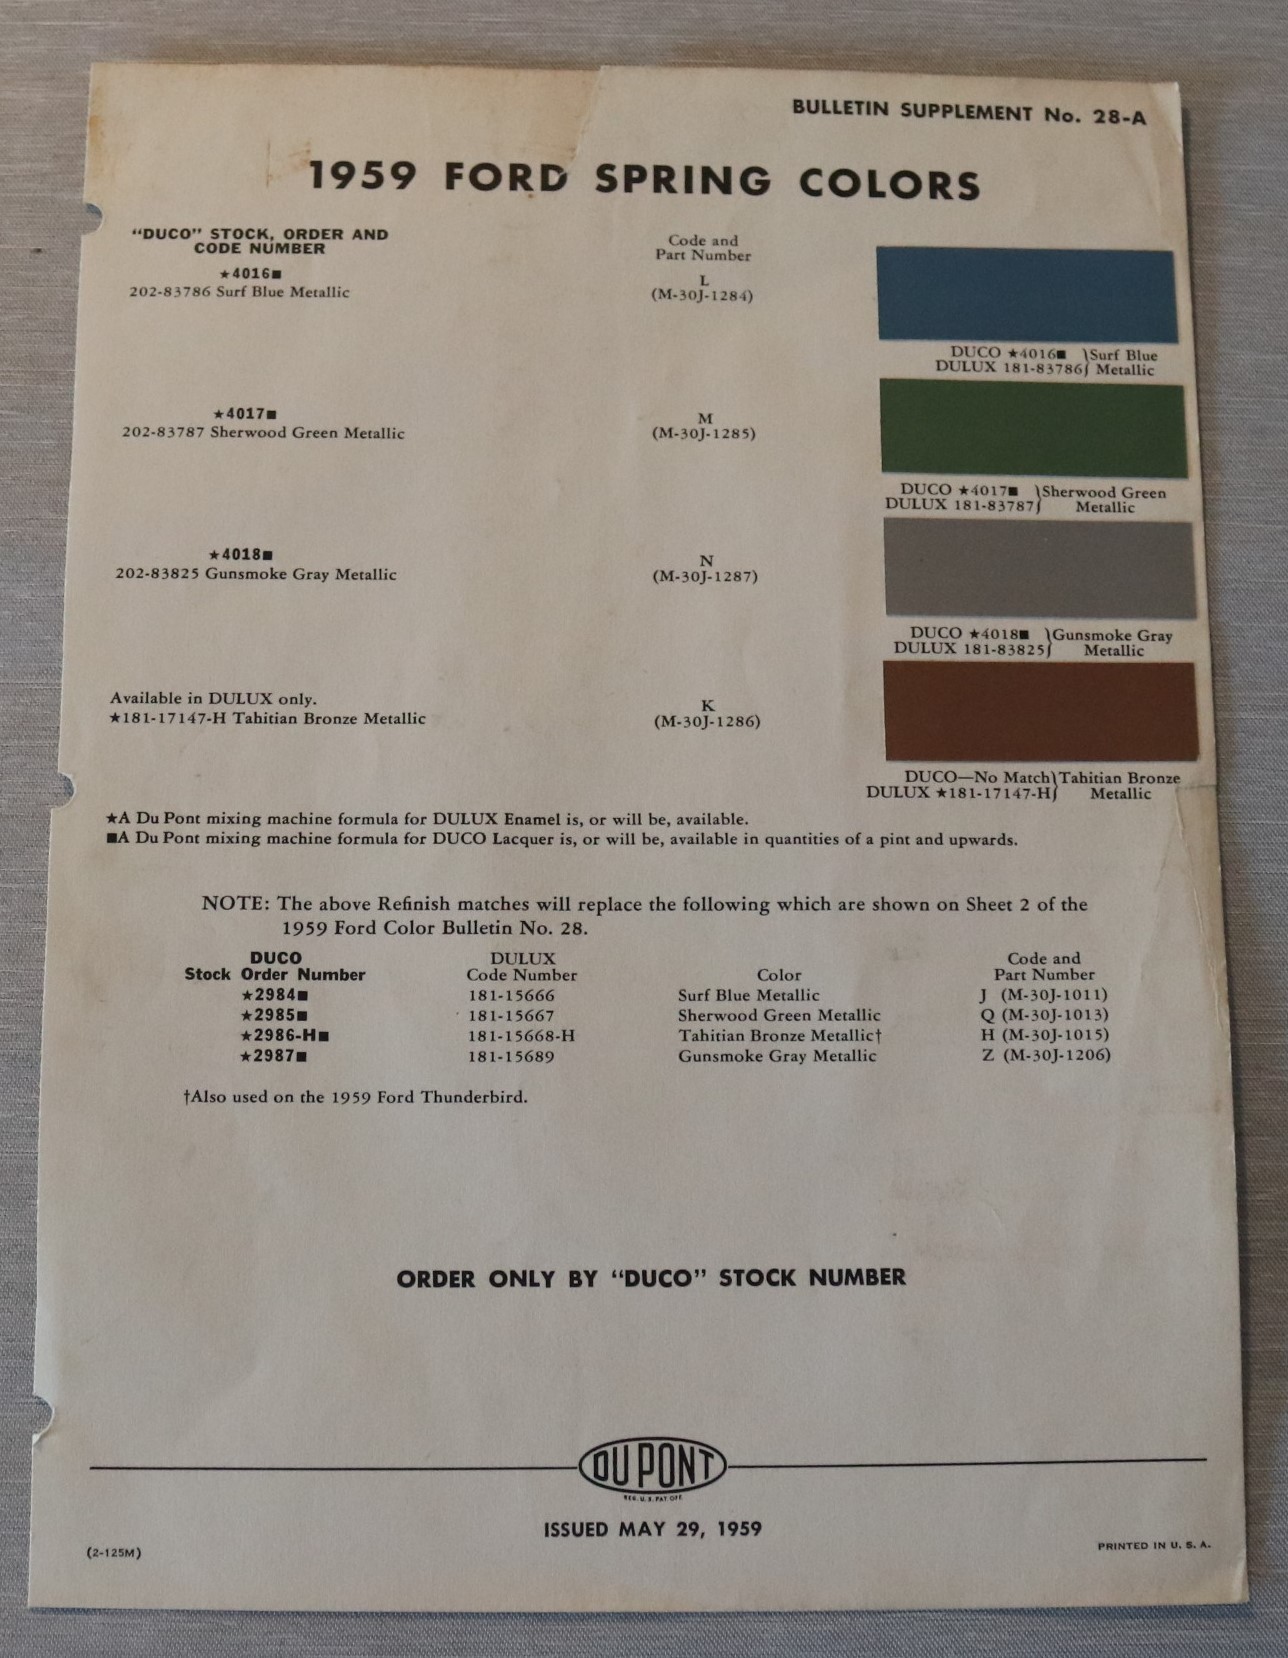 BULLETIN SUPPLEMENT No. 28-A
1959 FORD SPRING COLORS
"DUCO" STOCK, ORDER AND
CODE NUMBER
Code and
Part Number
★4016■
202-83786 Surf Blue Metallic
L
(M-30J-1284)
DUCO ★4016■ } Surf Blue
DULUX 181-83786 } Metallic
★4017■
202-83787 Sherwood Green Metallic
M
(M-30J-1285)
DUCO ★4017■ } Sherwood Green
DULUX 181-83787 } Metallic
★4018■
202-83825 Gunsmoke Gray Metallic
N
(M-30J-1287)
DUCO ★4018■ } Gunsmoke Gray
DULUX 181-83825 } Metallic
Available in DULUX only.
★181-17147-H Tahitian Bronze Metallic
K
(M-30J-1286)
DUCO—No Match } Tahitian Bronze
DULUX ★181-17147-H } Metallic
★A Du Pont mixing machine formula for DULUX Enamel is, or will be, available.
■A Du Pont mixing machine formula for DUCO Lacquer is, or will be, available in quantities of a pint and upwards.
NOTE: The above Refinish matches will replace the following which are shown on Sheet 2 of the
1959 Ford Color Bulletin No. 28.
DUCO DULUX Code and
Stock Order Number Code Number Color Part Number
★2984■ 181-15666 Surf Blue Metallic J (M-30J-1011)
★2985■ 181-15667 Sherwood Green Metallic Q (M-30J-1013)
★2986-H■ 181-15668-H Tahitian Bronze Metallic† H (M-30J-1015)
★2987■ 181-15689 Gunsmoke Gray Metallic Z (M-30J-1206)
†Also used on the 1959 Ford Thunderbird.
ORDER ONLY BY "DUCO" STOCK NUMBER
DU PONT
REG. U. S. PAT. OFF.
ISSUED MAY 29, 1959
(2-125M)
PRINTED IN U. S. A.